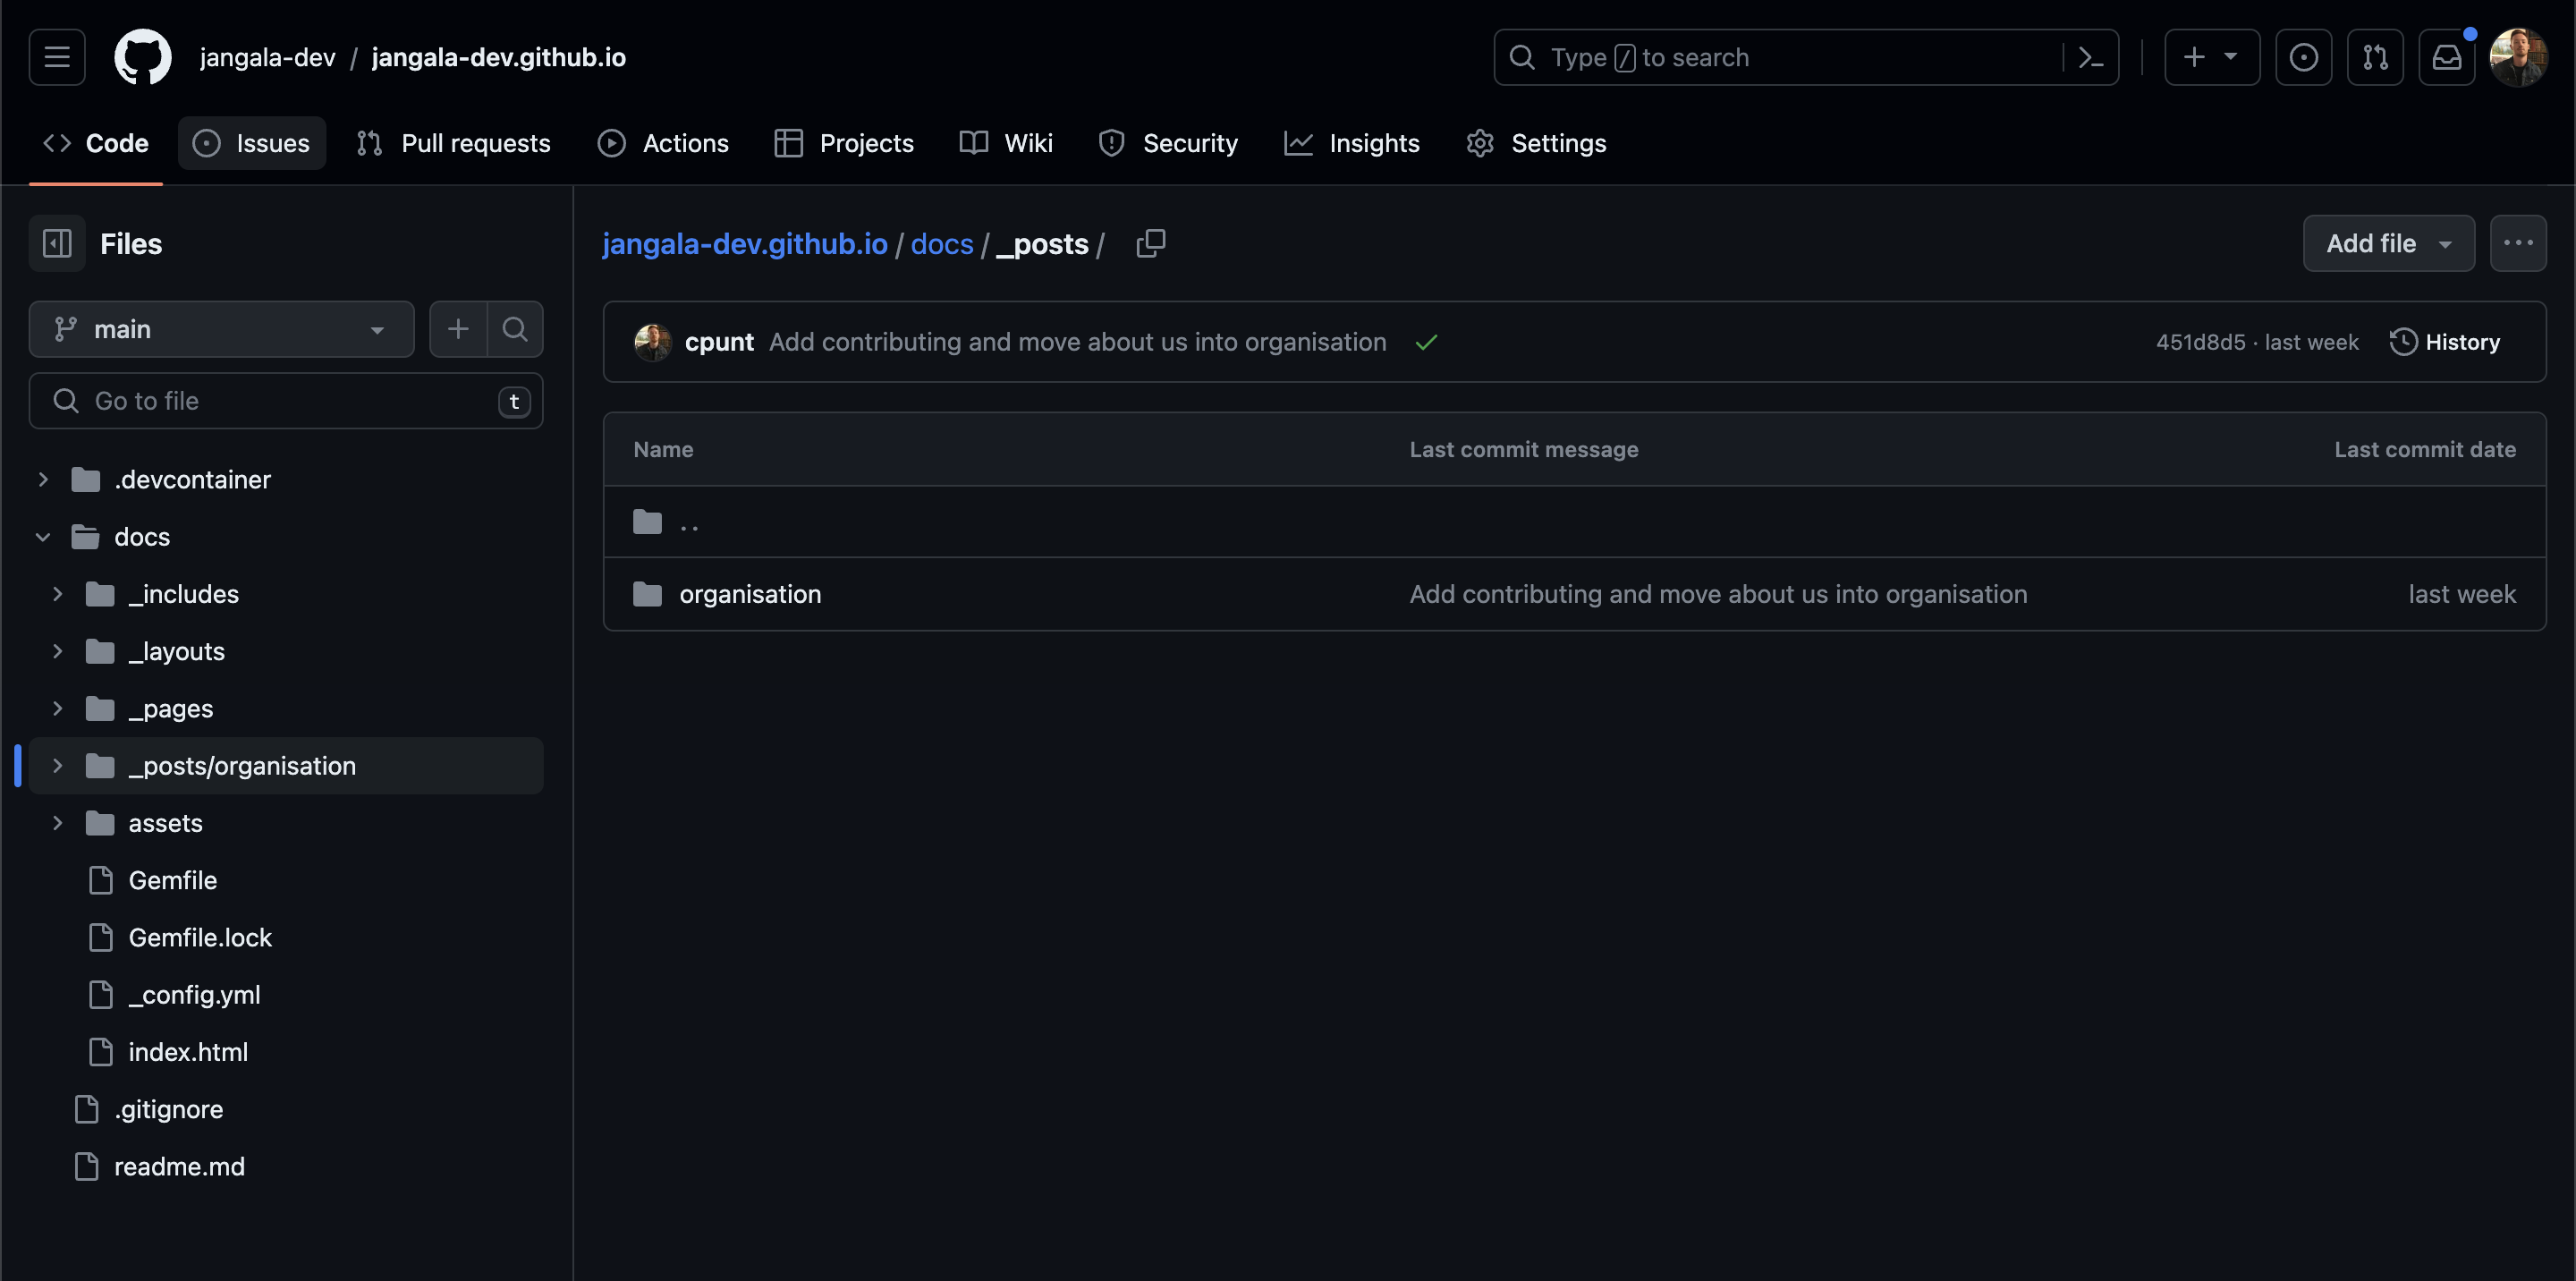 jangala-dev / jangala-dev.github.io
Type / to search
Code
Issues
Pull requests
Actions
Projects
Wiki
Security
Insights
Settings
Files
main
Go to file
t
.devcontainer
docs
_includes
_layouts
_pages
_posts/organisation
assets
Gemfile
Gemfile.lock
_config.yml
index.html
.gitignore
readme.md
jangala-dev.github.io / docs / _posts /
Add file
cpunt Add contributing and move about us into organisation
451d8d5 · last week
History
Name Last commit message Last commit date
..
organisation Add contributing and move about us into organisation last week